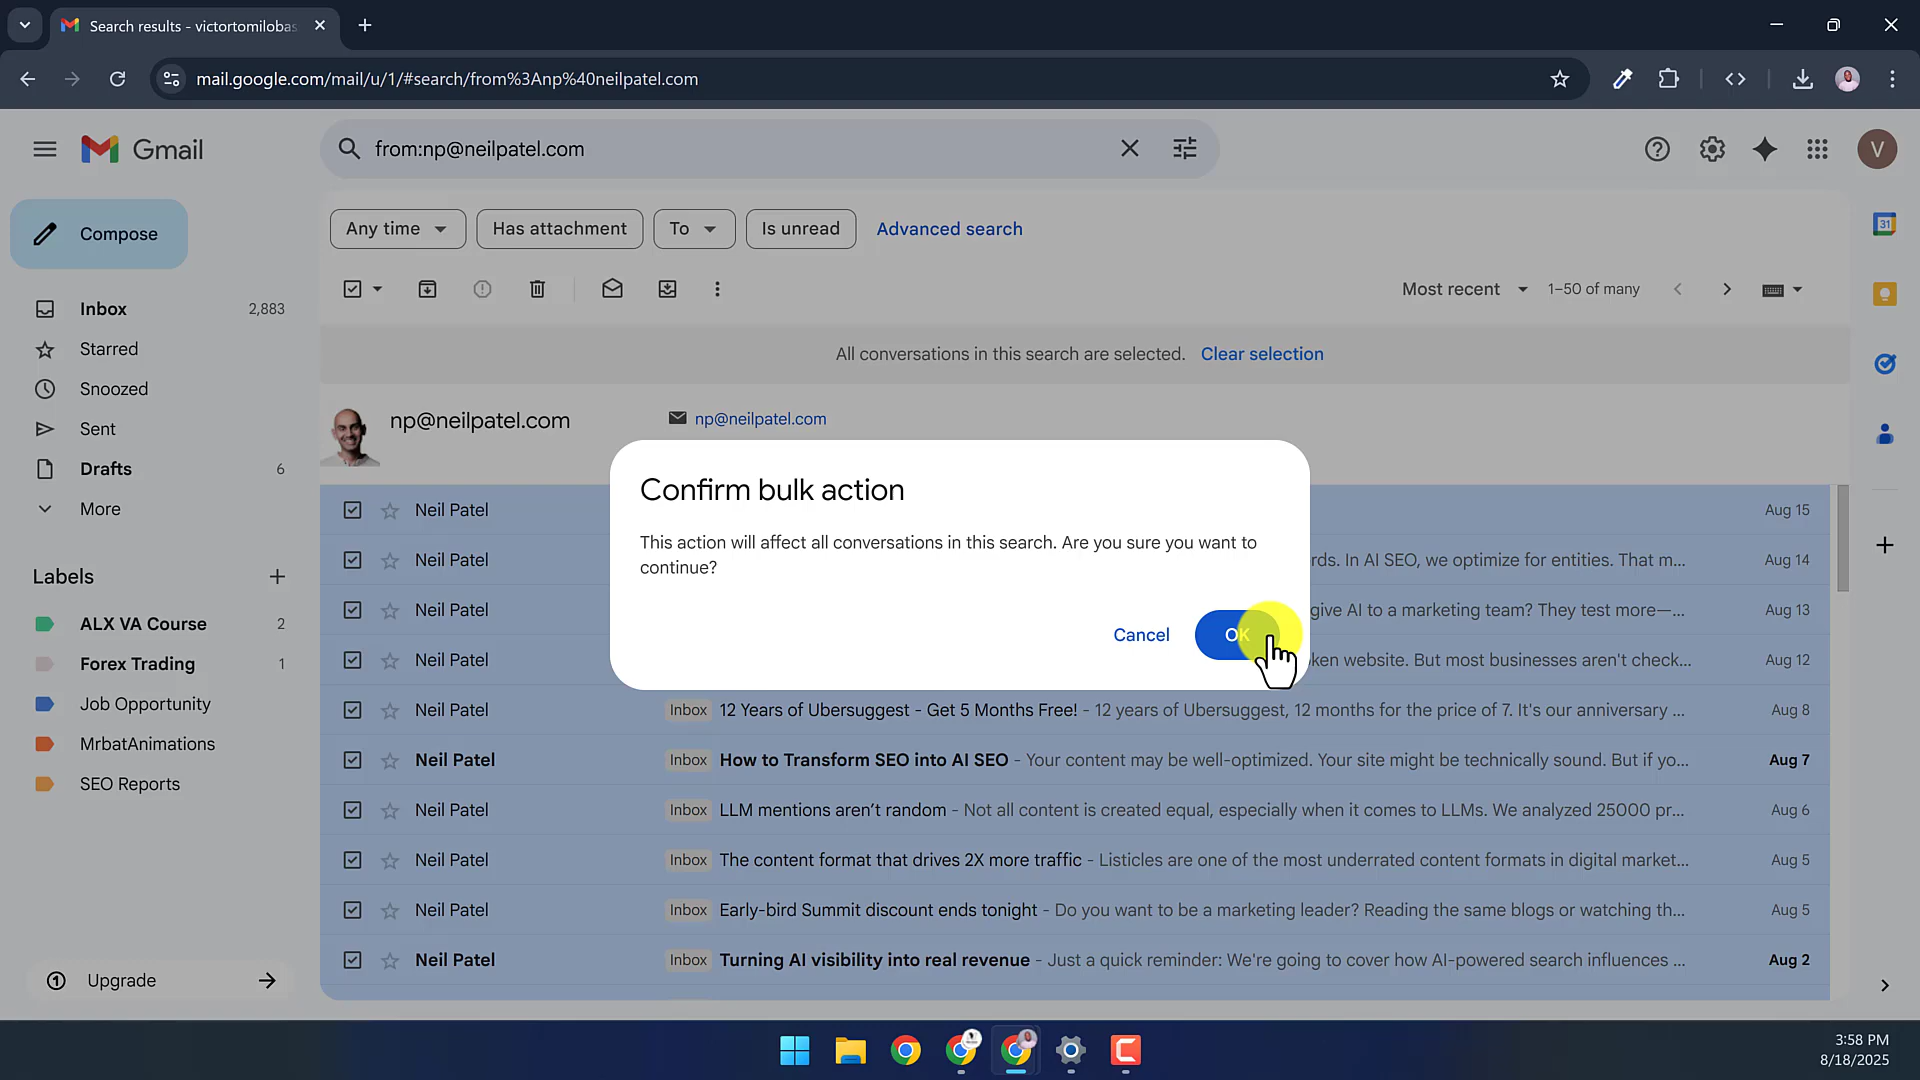 Search results - victortomilobas
mail.google.com/mail/u/1/#search/from%3Anp%40neilpatel.com
Gmail
from:np@neilpatel.com
V
Compose
Any time
Has attachment
To
Is unread
Advanced search
31
Inbox 2,883
Most recent
1–50 of many
Starred
All conversations in this search are selected. Clear selection
Snoozed
Sent
np@neilpatel.com
np@neilpatel.com
Drafts 6
More
Confirm bulk action
This action will affect all conversations in this search. Are you sure you want to
continue?
Cancel
OK
Neil Patel Aug 15
Neil Patel rds. In AI SEO, we optimize for entities. That m... Aug 14
Neil Patel give AI to a marketing team? They test more—... Aug 13
Neil Patel ken website. But most businesses aren't check... Aug 12
Neil Patel Inbox 12 Years of Ubersuggest - Get 5 Months Free! - 12 years of Ubersuggest, 12 months for the price of 7. It's our anniversary ... Aug 8
Neil Patel Inbox How to Transform SEO into AI SEO - Your content may be well-optimized. Your site might be technically sound. But if yo... Aug 7
Neil Patel Inbox LLM mentions aren’t random - Not all content is created equal, especially when it comes to LLMs. We analyzed 25000 pr... Aug 6
Neil Patel Inbox The content format that drives 2X more traffic - Listicles are one of the most underrated content formats in digital market... Aug 5
Neil Patel Inbox Early-bird Summit discount ends tonight - Do you want to be a marketing leader? Reading the same blogs or watching th... Aug 5
Neil Patel Inbox Turning AI visibility into real revenue - Just a quick reminder: We're going to cover how AI-powered search influences ... Aug 2
Labels
ALX VA Course 2
Forex Trading 1
Job Opportunity
MrbatAnimations
SEO Reports
Upgrade
3:58 PM
8/18/2025